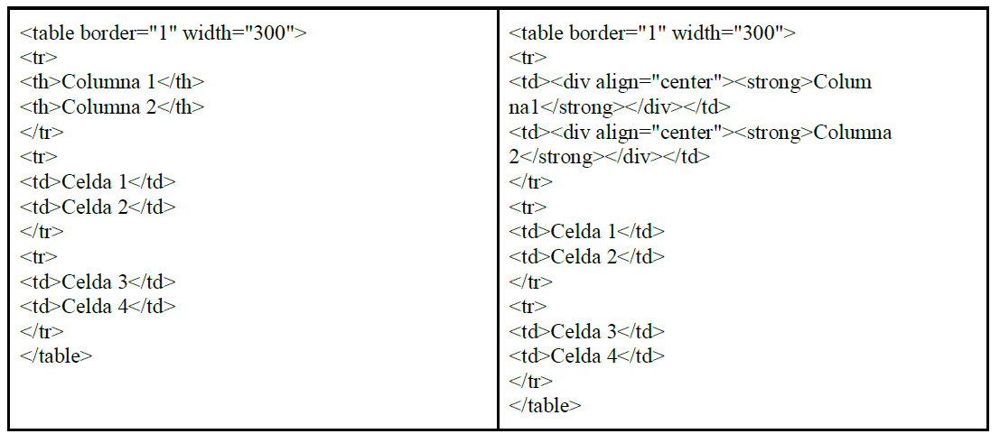 <table border="1" width="300">
<tr>
<th>Columna 1</th>
<th>Columna 2</th>
</tr>
<tr>
<td>Celda 1</td>
<td>Celda 2</td>
</tr>
<tr>
<td>Celda 3</td>
<td>Celda 4</td>
</tr>
</table>
<table border="1" width="300">
<tr>
<td><div align="center"><strong>Colum
na1</strong></div></td>
<td><div align="center"><strong>Columna
2</strong></div></td>
</tr>
<tr>
<td>Celda 1</td>
<td>Celda 2</td>
</tr>
<tr>
<td>Celda 3</td>
<td>Celda 4</td>
</tr>
</table>